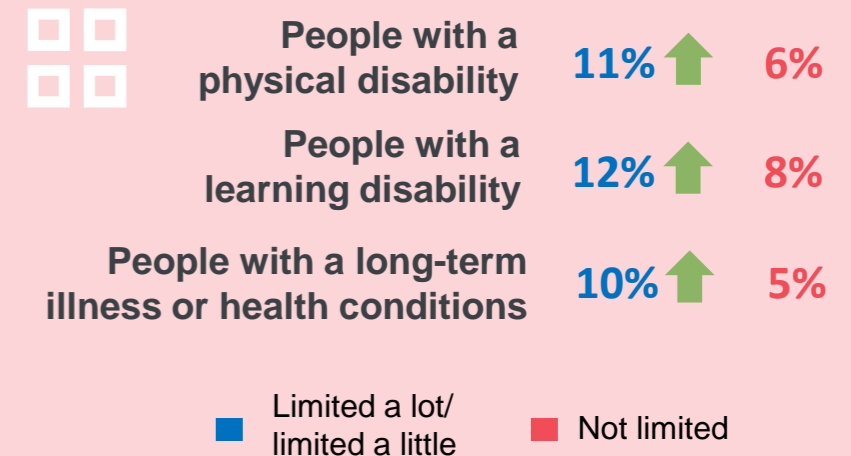 People with a
physical disability
11% 6%
People with a
learning disability
12% 8%
People with a long-term
illness or health conditions
10% 5%
Limited a lot/
limited a little
Not limited